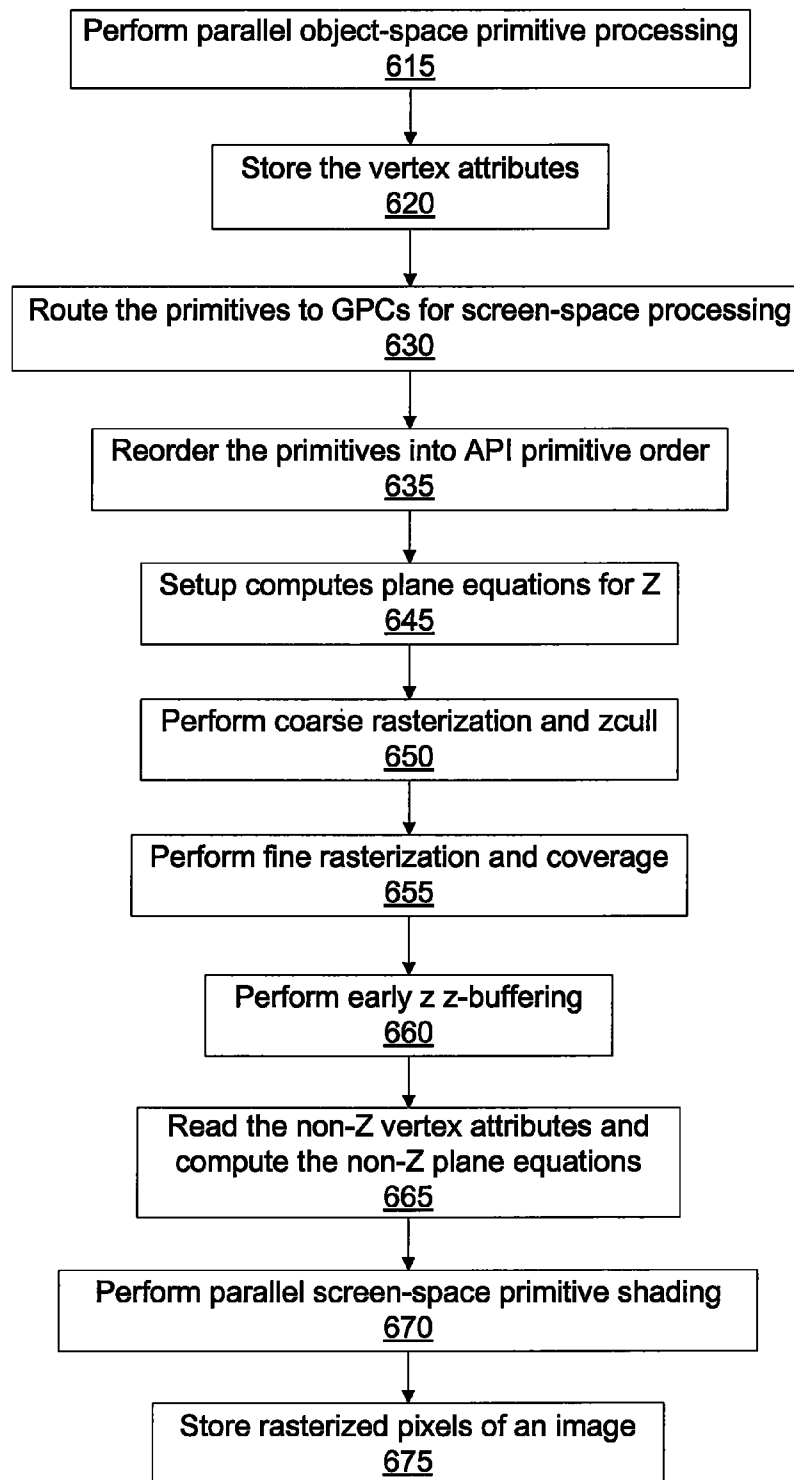 Perform parallel object-space primitive processing
615
Store the vertex attributes
620
Route the primitives to GPCs for screen-space processing
630
Reorder the primitives into API primitive order
635
Setup computes plane equations for Z
645
Perform coarse rasterization and zcull
650
Perform fine rasterization and coverage
655
Perform early z z-buffering
660
Read the non-Z vertex attributes and
compute the non-Z plane equations
665
Perform parallel screen-space primitive shading
670
Store rasterized pixels of an image
675